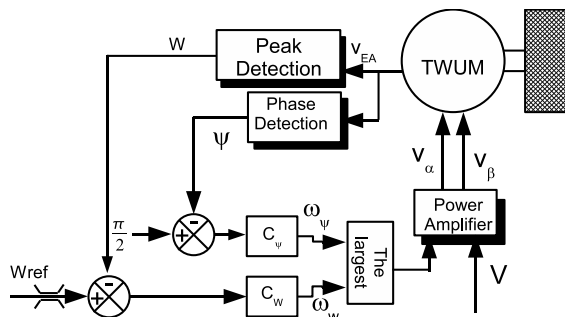 W
Peak
Detection
v_EA
TWUM
Phase
Detection
Ψ
V_α
V_β
Power
Amplifier
π/2
+
-
C_ψ
ω_ψ
The
largest
V
Wref
+
-
C_W
ω_w